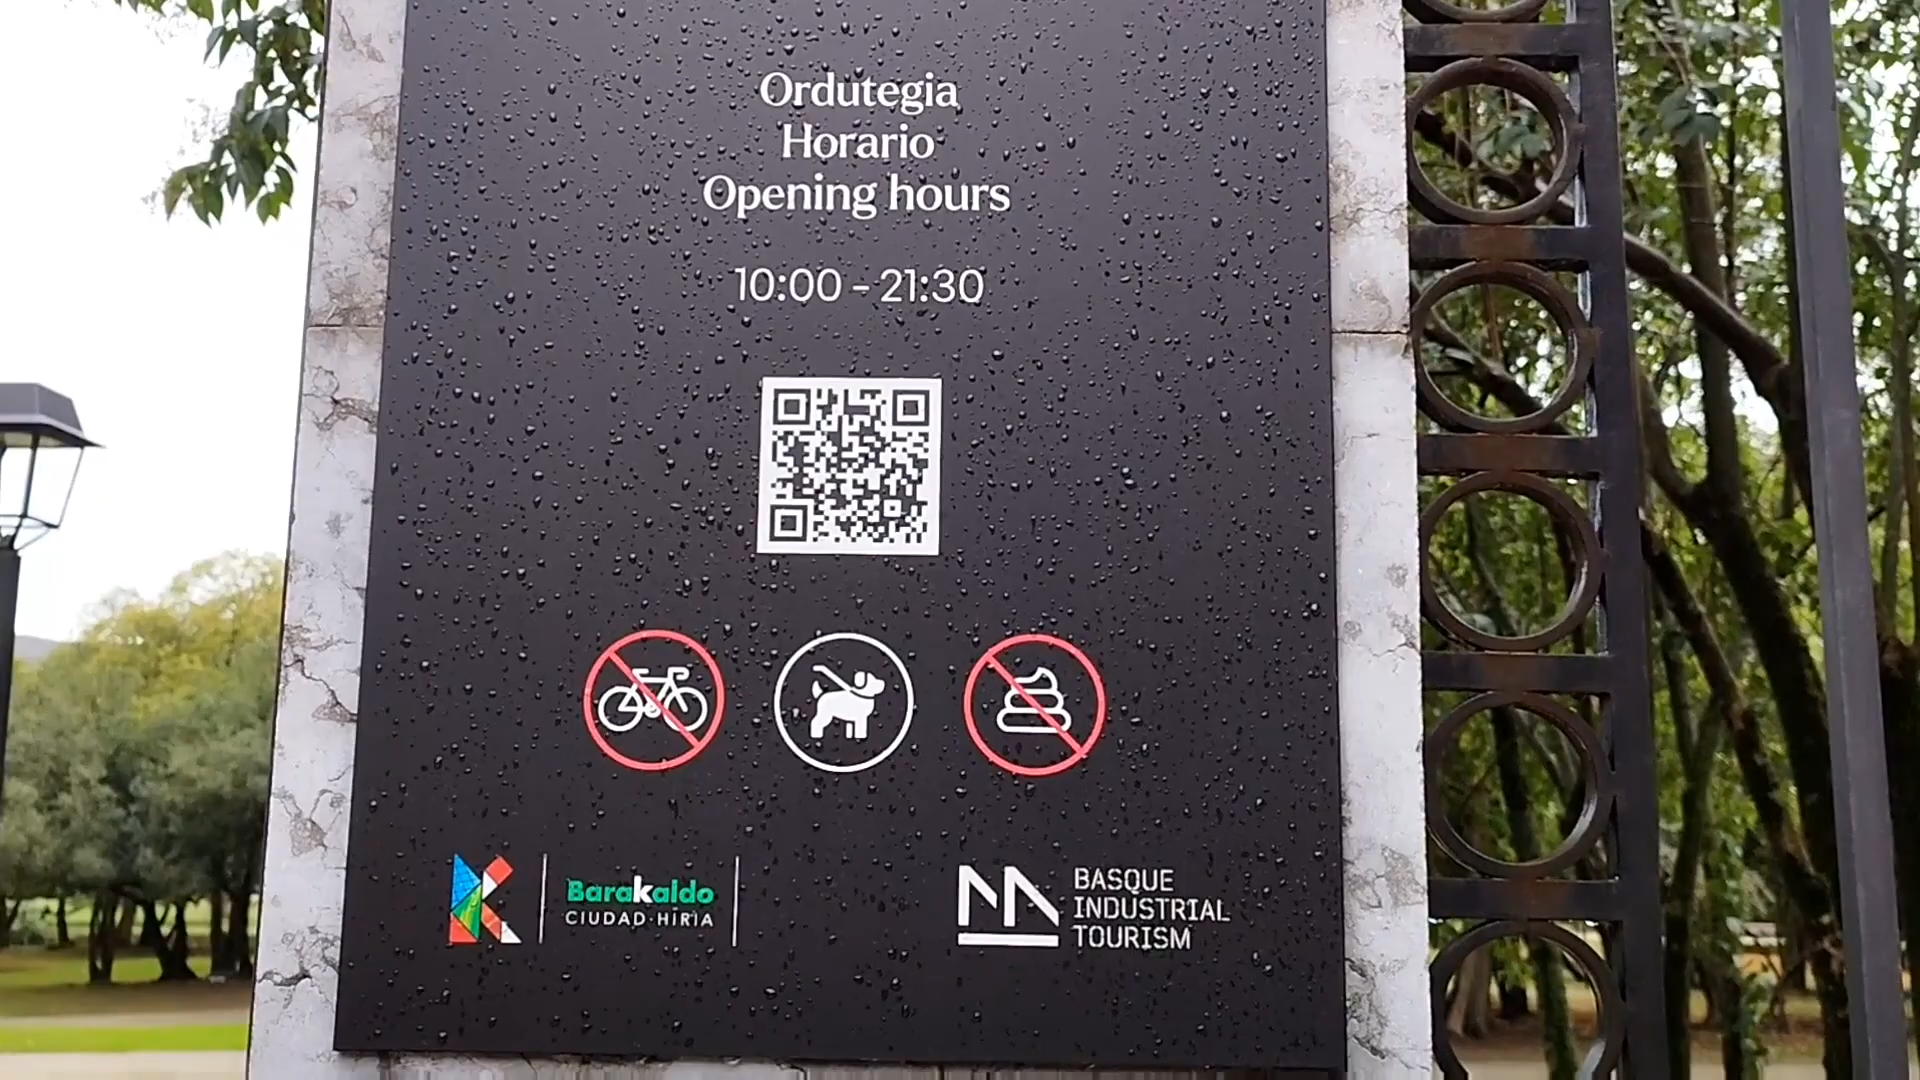 Ordutegia
Horario
Opening hours
10:00 - 21:30
Barakaldo
CIUDAD·HIRIA
BASQUE
INDUSTRIAL
TOURISM